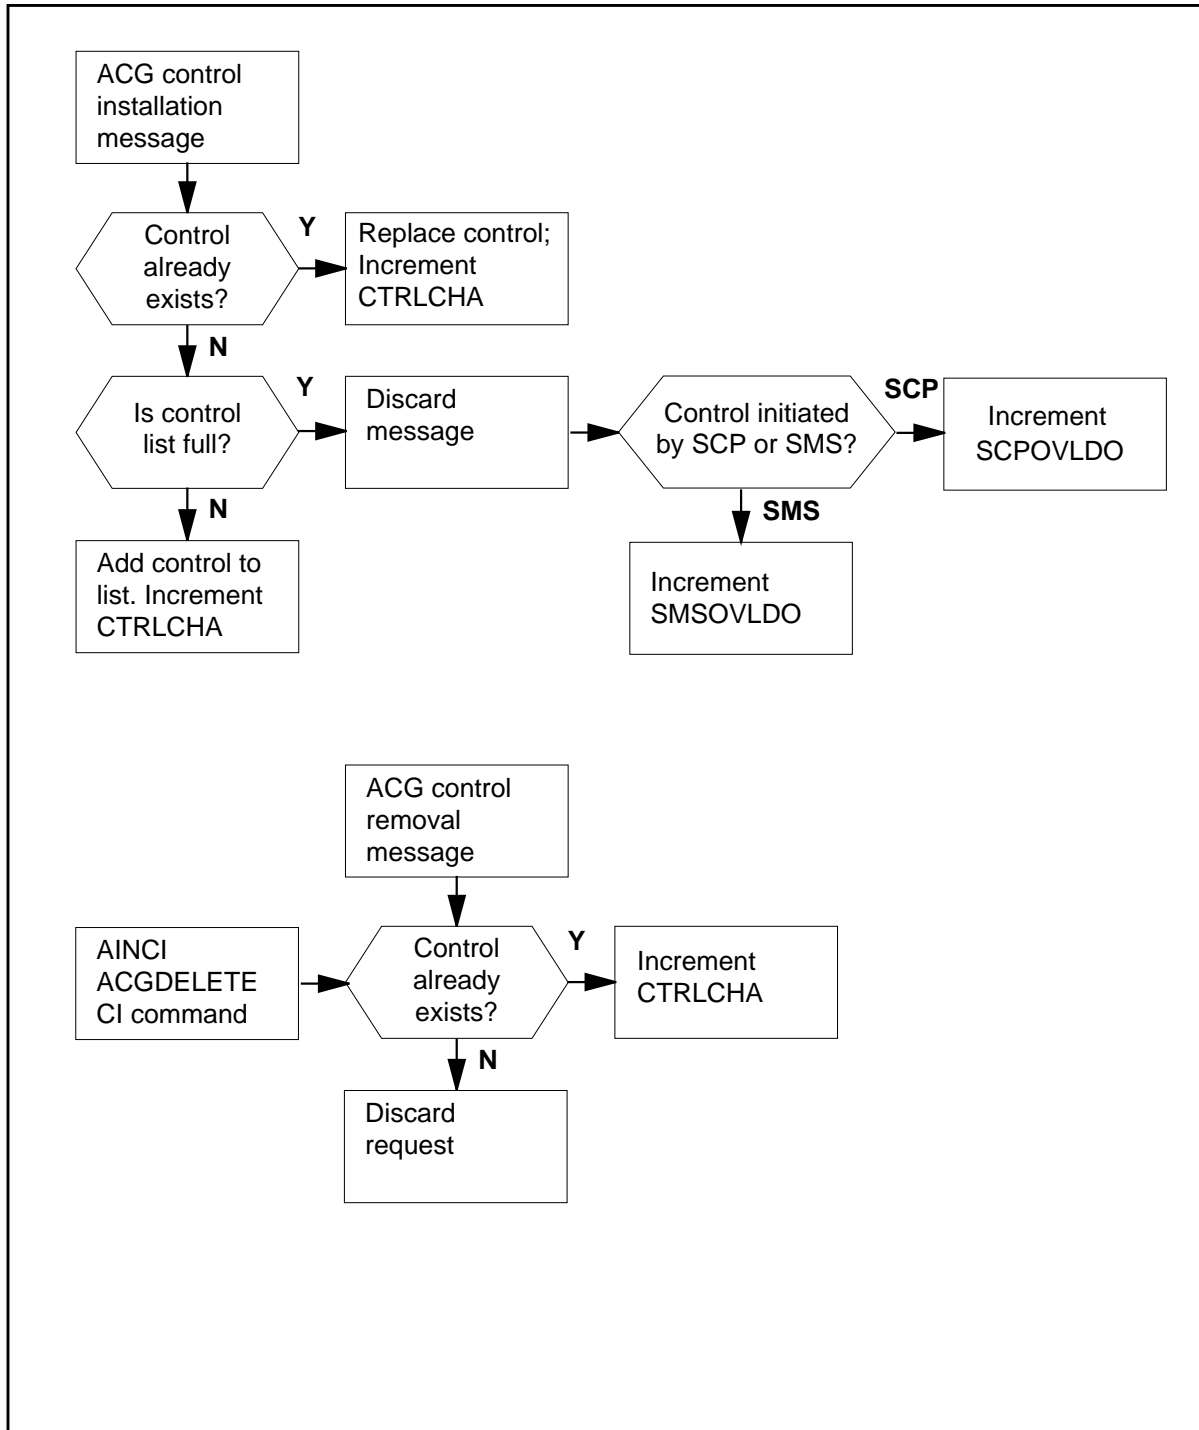 ACG control
installation
message
Control
already
exists?
Y
Replace control;
Increment
CTRLCHA
N
Is control
list full?
Y
Discard
message
Control initiated
by SCP or SMS?
SCP
Increment
SCPOVLDO
N
SMS
Add control to
list. Increment
CTRLCHA
Increment
SMSOVLDO
ACG control
removal
message
AINCI
ACGDELETE
CI command
Control
already
exists?
Y
Increment
CTRLCHA
N
Discard
request